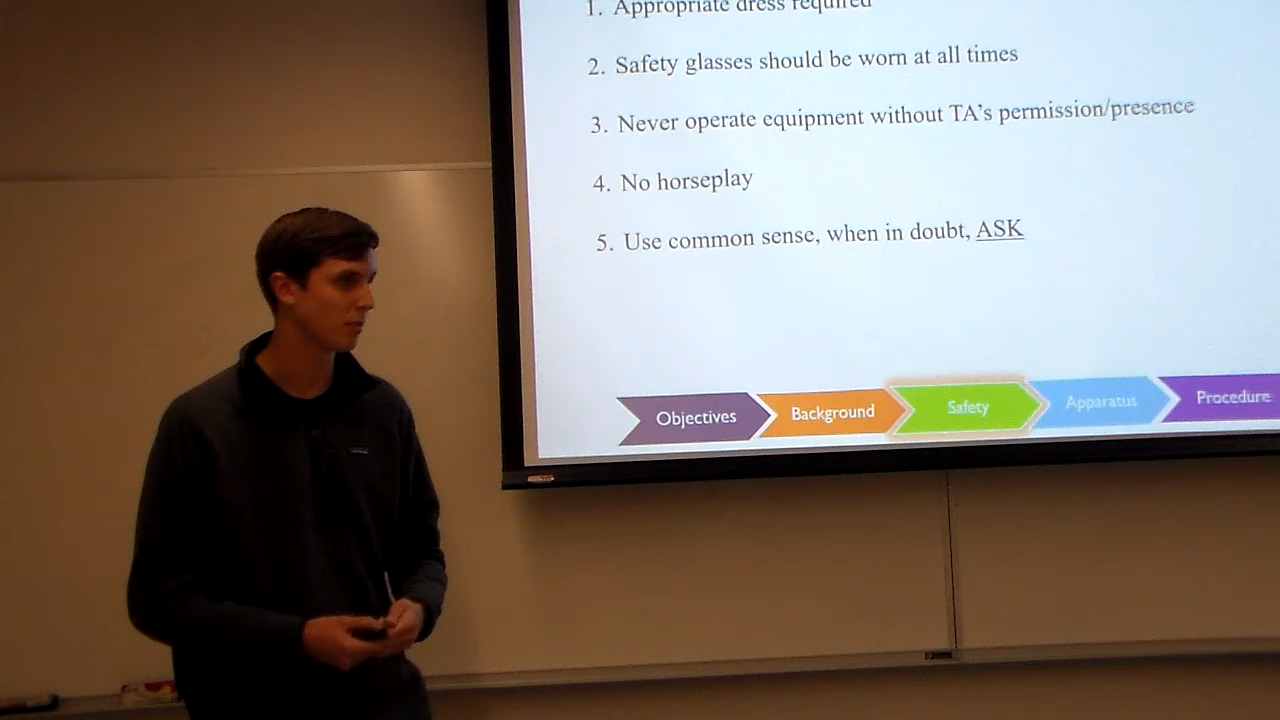 1. Appropriate dress required
2. Safety glasses should be worn at all times
3. Never operate equipment without TA's permission/presence
4. No horseplay
5. Use common sense, when in doubt, ASK
Objectives Background Safety Apparatus Procedure